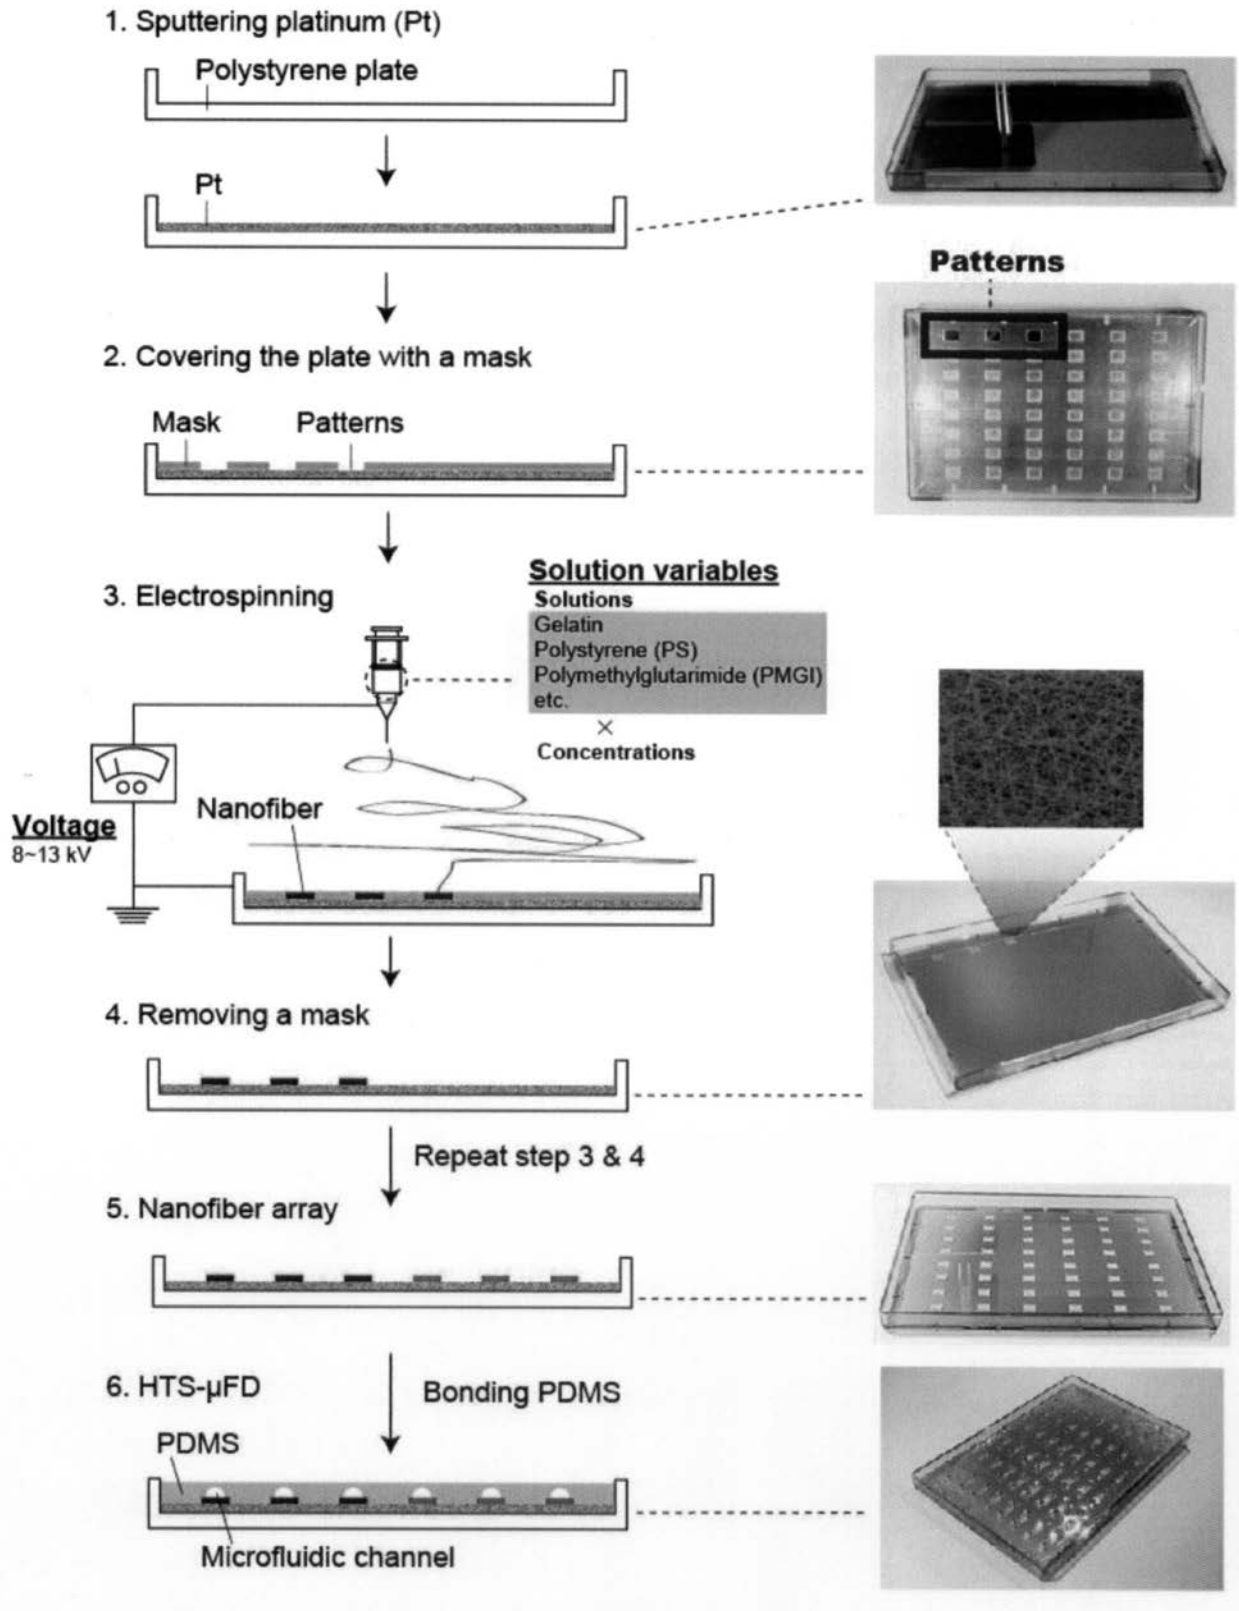 1. Sputtering platinum (Pt)
Polystyrene plate
Pt
Patterns
2. Covering the plate with a mask
Mask
Patterns
3. Electrospinning
Solution variables
Solutions
Gelatin
Polystyrene (PS)
Polymethylglutarimide (PMGI)
etc.
×
Concentrations
Nanofiber
Voltage
8~13 kV
4. Removing a mask
Repeat step 3 & 4
5. Nanofiber array
6. HTS-μFD
Bonding PDMS
PDMS
Microfluidic channel